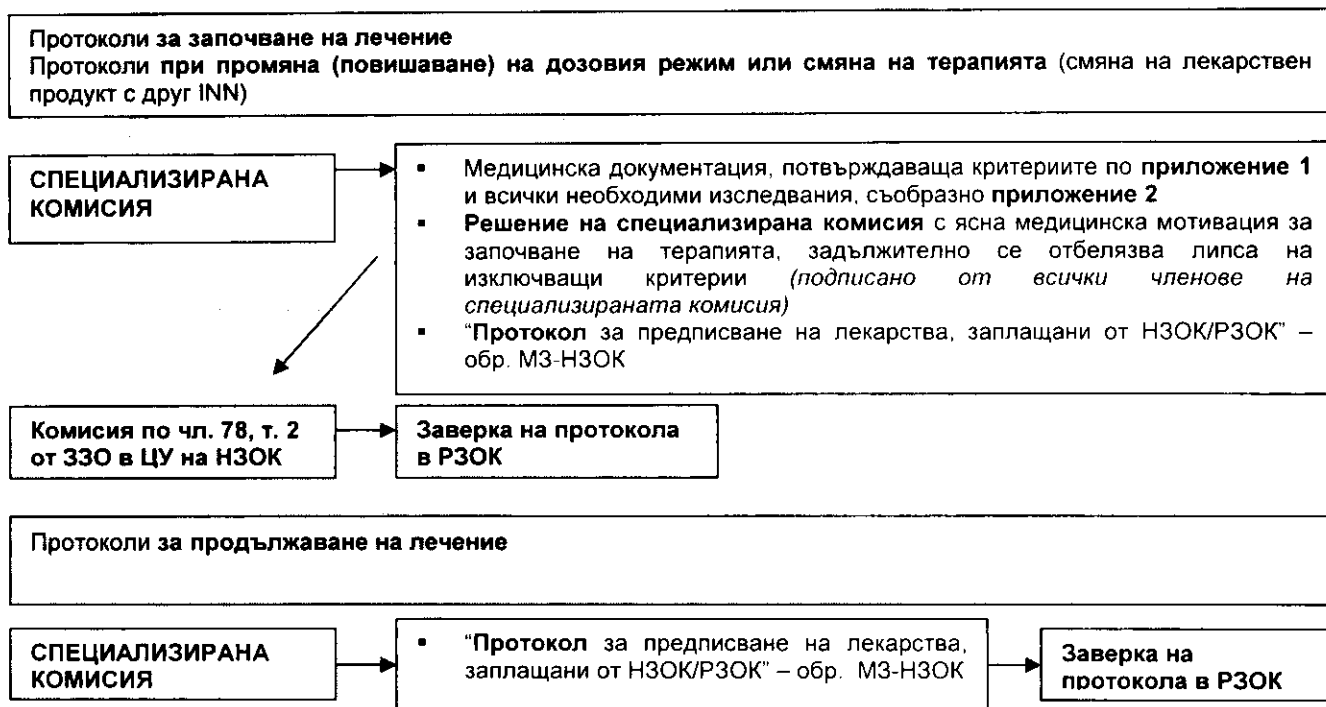 Протоколи за започване на лечение
Протоколи при промяна (повишаване) на дозовия режим или смяна на терапията (смяна на лекарствен
продукт с друг INN)
СПЕЦИАЛИЗИРАНА
КОМИСИЯ
▪ Медицинска документация, потвърждаваща критериите по приложение 1
и всички необходими изследвания, съобразно приложение 2
▪ Решение на специализирана комисия с ясна медицинска мотивация за
започване на терапията, задължително се отбелязва липса на
изключващи критерии (подписано от всички членове на
специализираната комисия)
▪ "Протокол за предписване на лекарства, заплащани от НЗОК/РЗОК" –
обр. МЗ-НЗОК
Комисия по чл. 78, т. 2
от ЗЗО в ЦУ на НЗОК
Заверка на протокола
в РЗОК
Протоколи за продължаване на лечение
СПЕЦИАЛИЗИРАНА
КОМИСИЯ
▪ "Протокол за предписване на лекарства,
заплащани от НЗОК/РЗОК" – обр. МЗ-НЗОК
Заверка на
протокола в РЗОК